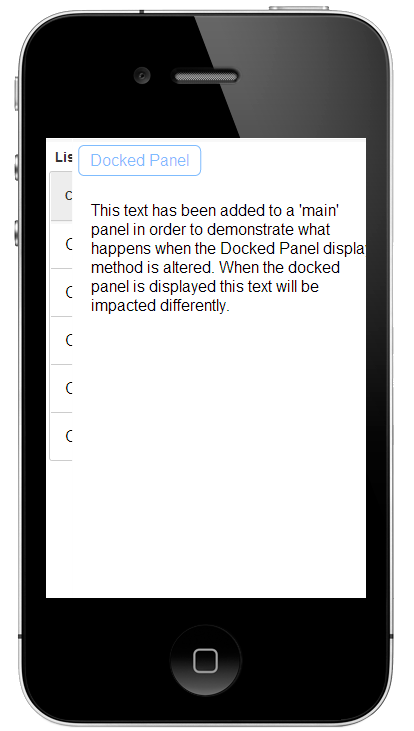 Lis
Docked Panel
This text has been added to a 'main'
panel in order to demonstrate what
happens when the Docked Panel displa
method is altered. When the docked
panel is displayed this text will be
impacted differently.